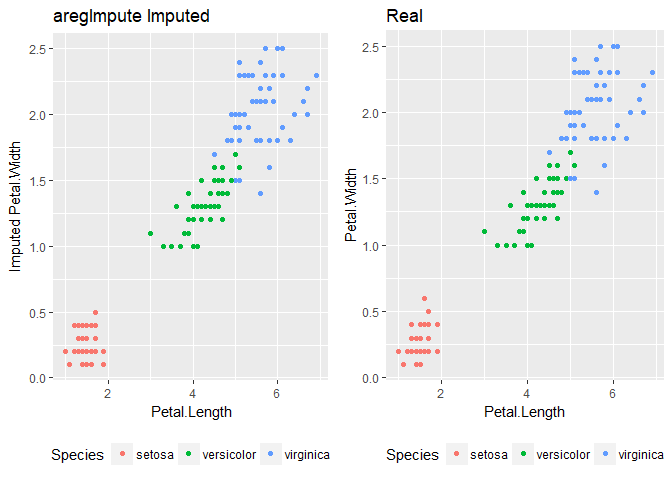 aregImpute Imputed
2.5
2.0
1.5
1.0
0.5
0.0
Imputed Petal.Width
2
4
6
Petal.Length
Species
setosa
versicolor
virginica
Real
2.5
2.0
1.5
1.0
0.5
0.0
Petal.Width
2
4
6
Petal.Length
Species
setosa
versicolor
virginica